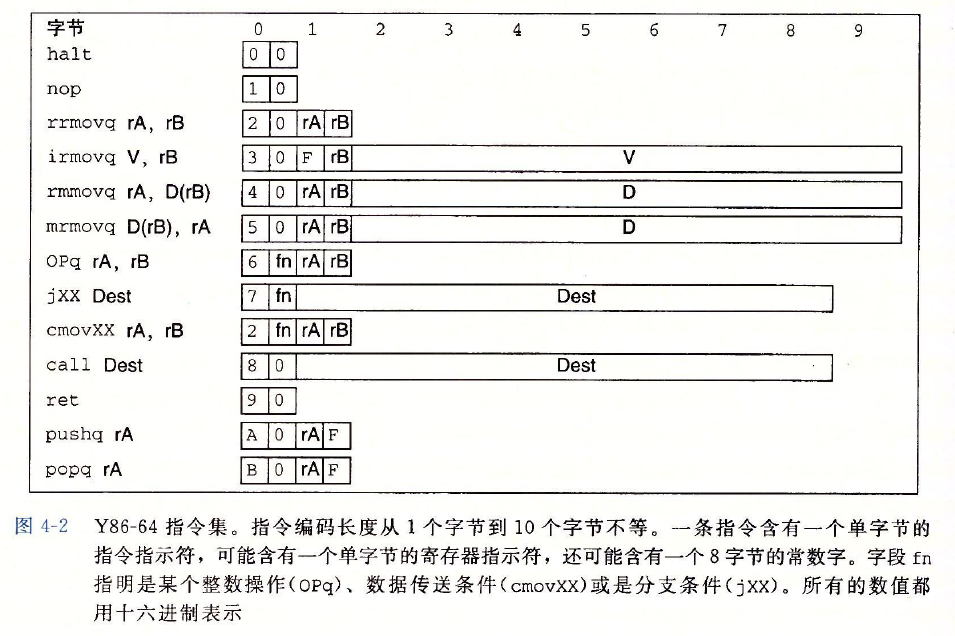 字节 0 1 2 3 4 5 6 7 8 9
halt 0 0
nop 1 0
rrmovq rA, rB 2 0 rA rB
irmovq V, rB 3 0 F rB V
rmmovq rA, D(rB) 4 0 rA rB D
mrmovq D(rB), rA 5 0 rA rB D
OPq rA, rB 6 fn rA rB
jXX Dest 7 fn Dest
cmovXX rA, rB 2 fn rA rB
call Dest 8 0 Dest
ret 9 0
pushq rA A 0 rA F
popq rA B 0 rA F
图 4-2 Y86-64 指令集。指令编码长度从 1 个字节到 10 个字节不等。一条指令含有一个单字节的
指令指示符，可能含有一个单字节的寄存器指示符，还可能含有一个 8 字节的常数字。字段 fn
指明是某个整数操作(OPq)、数据传送条件(cmovXX)或是分支条件(jXX)。所有的数值都
用十六进制表示